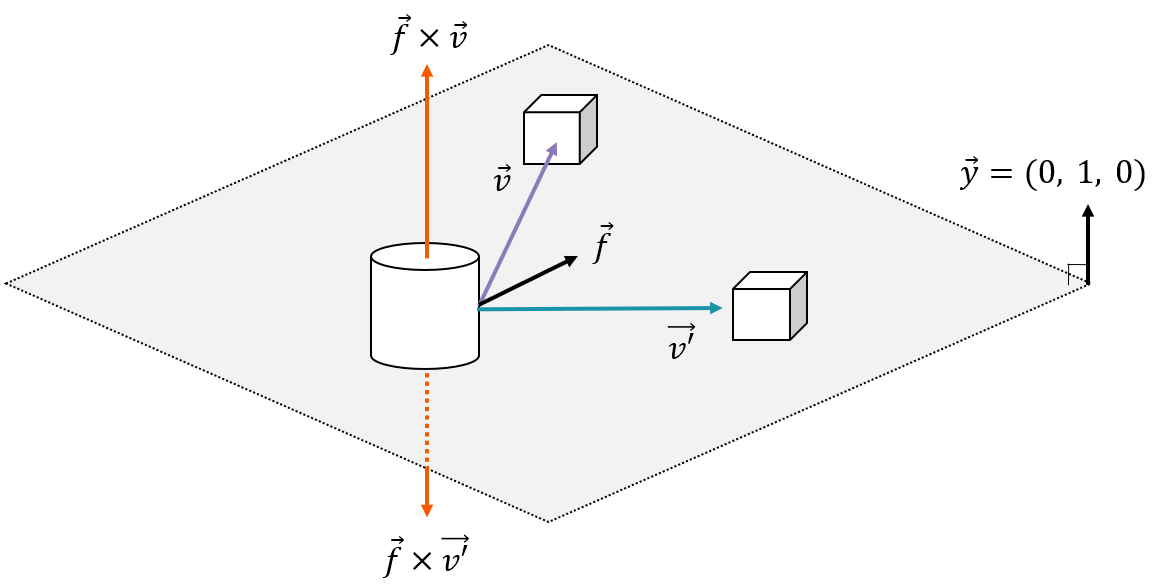 f⃗ × v⃗
y⃗ = (0, 1, 0)
v⃗
f⃗
v′⃗
f⃗ × v′⃗